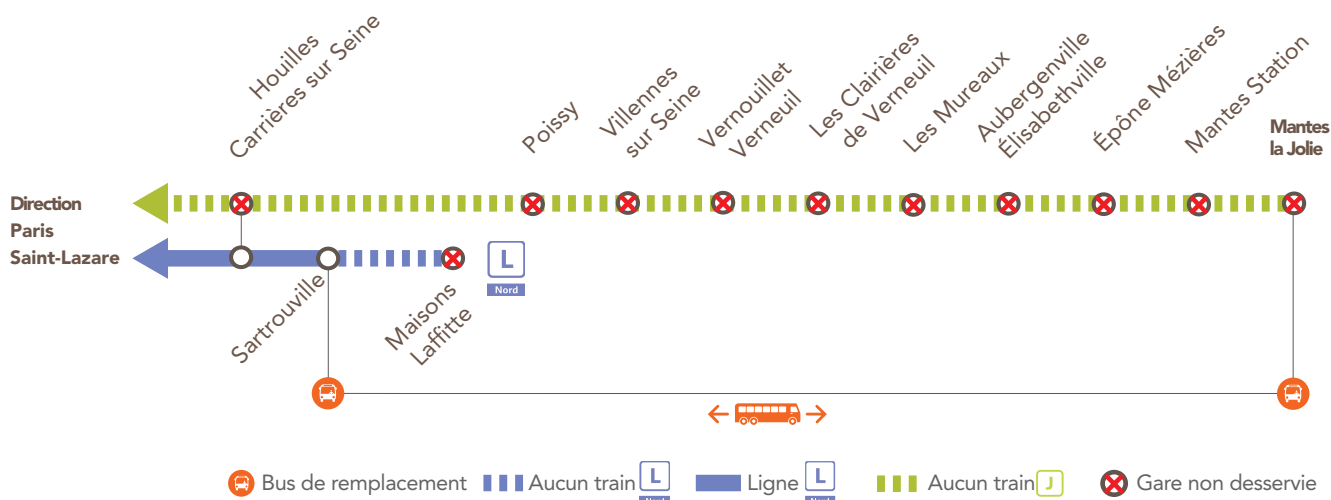 Houilles
Carrières sur Seine
Poissy
Villennes
sur Seine
Vernouillet
Verneuil
Les Clairières
de Verneuil
Les Mureaux
Aubergenville
Élisabethville
Épône Mézières
Mantes Station
Mantes
la Jolie
Direction
Paris
Saint-Lazare
L
Nord
Sartrouville
Maisons
Laffitte
Bus de remplacement
Aucun train L
Nord
Ligne L
Nord
Aucun train J
Gare non desservie